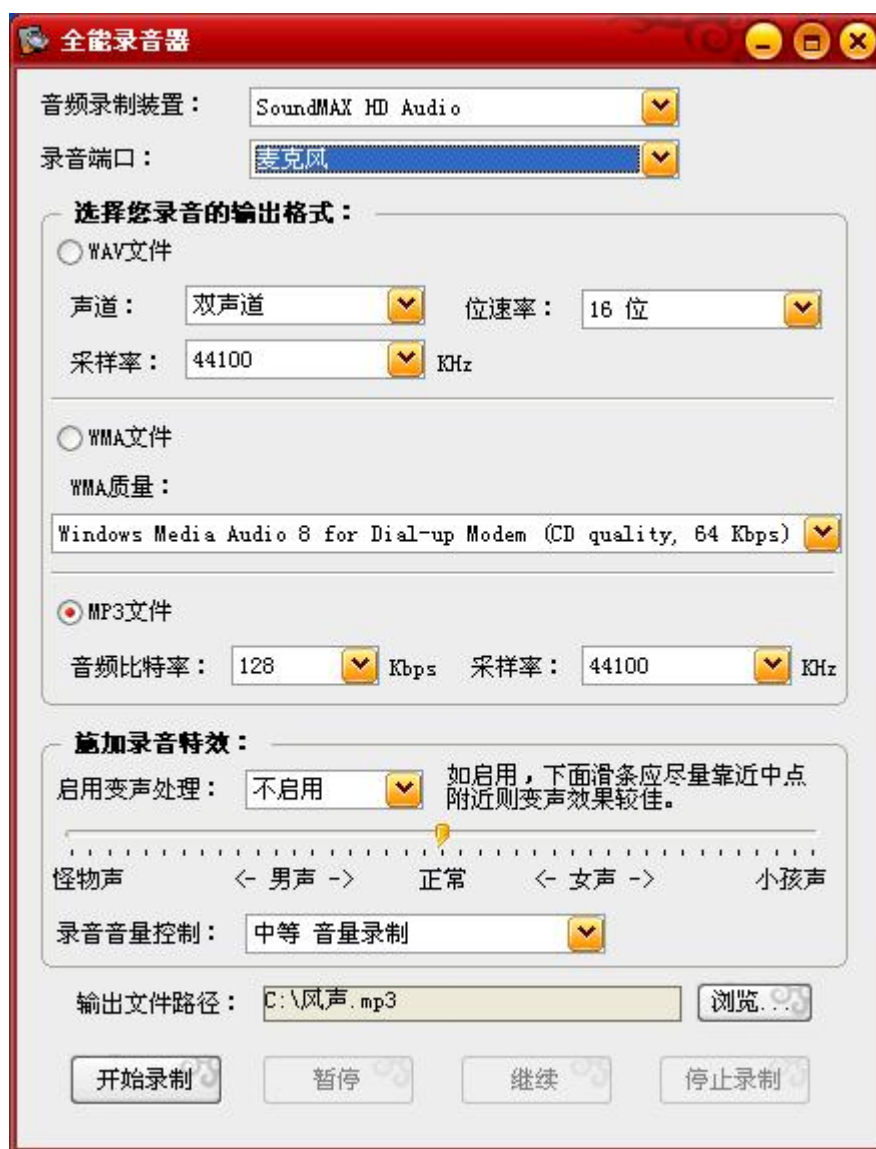 全能录音器
音频录制装置： SoundMAX HD Audio
录音端口： 麦克风
选择您录音的输出格式：
WAV文件
声道： 双声道 位速率： 16 位
采样率： 44100 KHz
WMA文件
WMA质量：
Windows Media Audio 8 for Dial-up Modem (CD quality, 64 Kbps)
MP3文件
音频比特率： 128 Kbps 采样率： 44100 KHz
施加录音特效：
启用变声处理： 不启用 如启用，下面滑条应尽量靠近中点
附近则变声效果较佳。
怪物声 <- 男声 -> 正常 <- 女声 -> 小孩声
录音音量控制： 中等 音量录制
输出文件路径： C:\风声.mp3 浏览...
开始录制 暂停 继续 停止录制